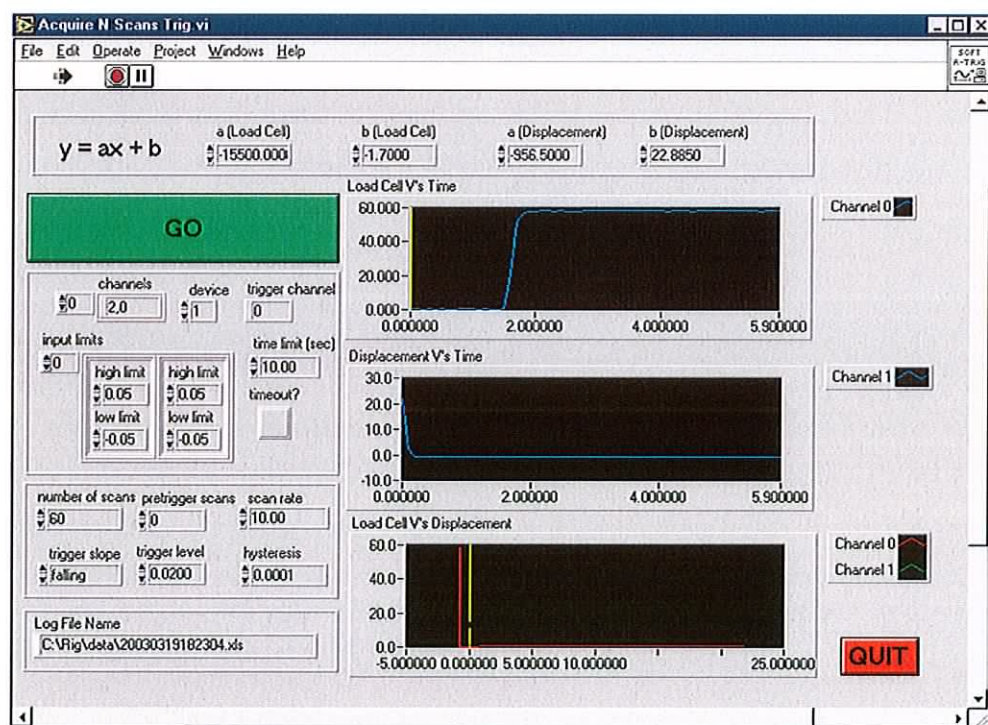 Acquire N Scans Trig.vi
File Edit Operate Project Windows Help
SOFT
A-TRIG
y = ax + b
a (Load Cell)
-15500.000
b (Load Cell)
-1.7000
a (Displacement)
-956.5000
b (Displacement)
22.8850
GO
channels
0
2,0
device
1
trigger channel
0
input limits
0
high limit
0.05
low limit
-0.05
high limit
0.05
low limit
-0.05
time limit (sec)
10.00
timeout?
number of scans
60
pretrigger scans
0
scan rate
10.00
trigger slope
falling
trigger level
0.0200
hysteresis
0.0001
Log File Name
C:\Rig\data\20030319182304.xls
Load Cell V's Time
60.000
40.000
20.000
0.000
0.000000 2.000000 4.000000 5.900000
Channel 0
Displacement V's Time
30.0
20.0
10.0
0.0
-10.0
0.000000 2.000000 4.000000 5.900000
Channel 1
Load Cell V's Displacement
60.0
40.0
20.0
0.0
-5.000000 0.000000 5.000000 10.000000 25.000000
Channel 0
Channel 1
QUIT